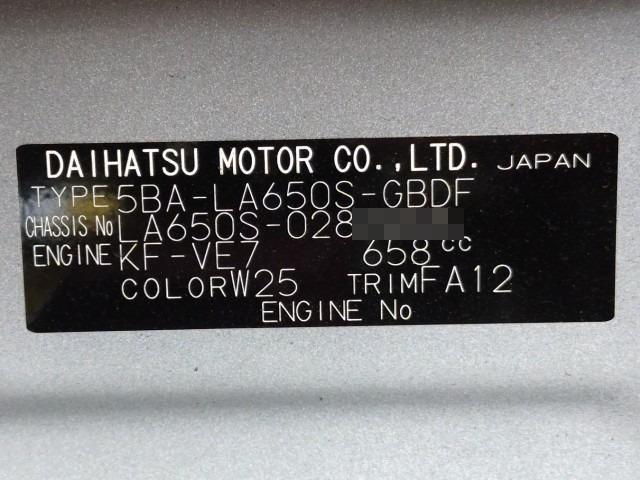 DAIHATSU MOTOR CO.,LTD. JAPAN
TYPE 5BA-LA650S-GBDF
CHASSIS No LA650S-028
ENGINE KF-VE7 658cc
COLOR W25 TRIM FA12
ENGINE No